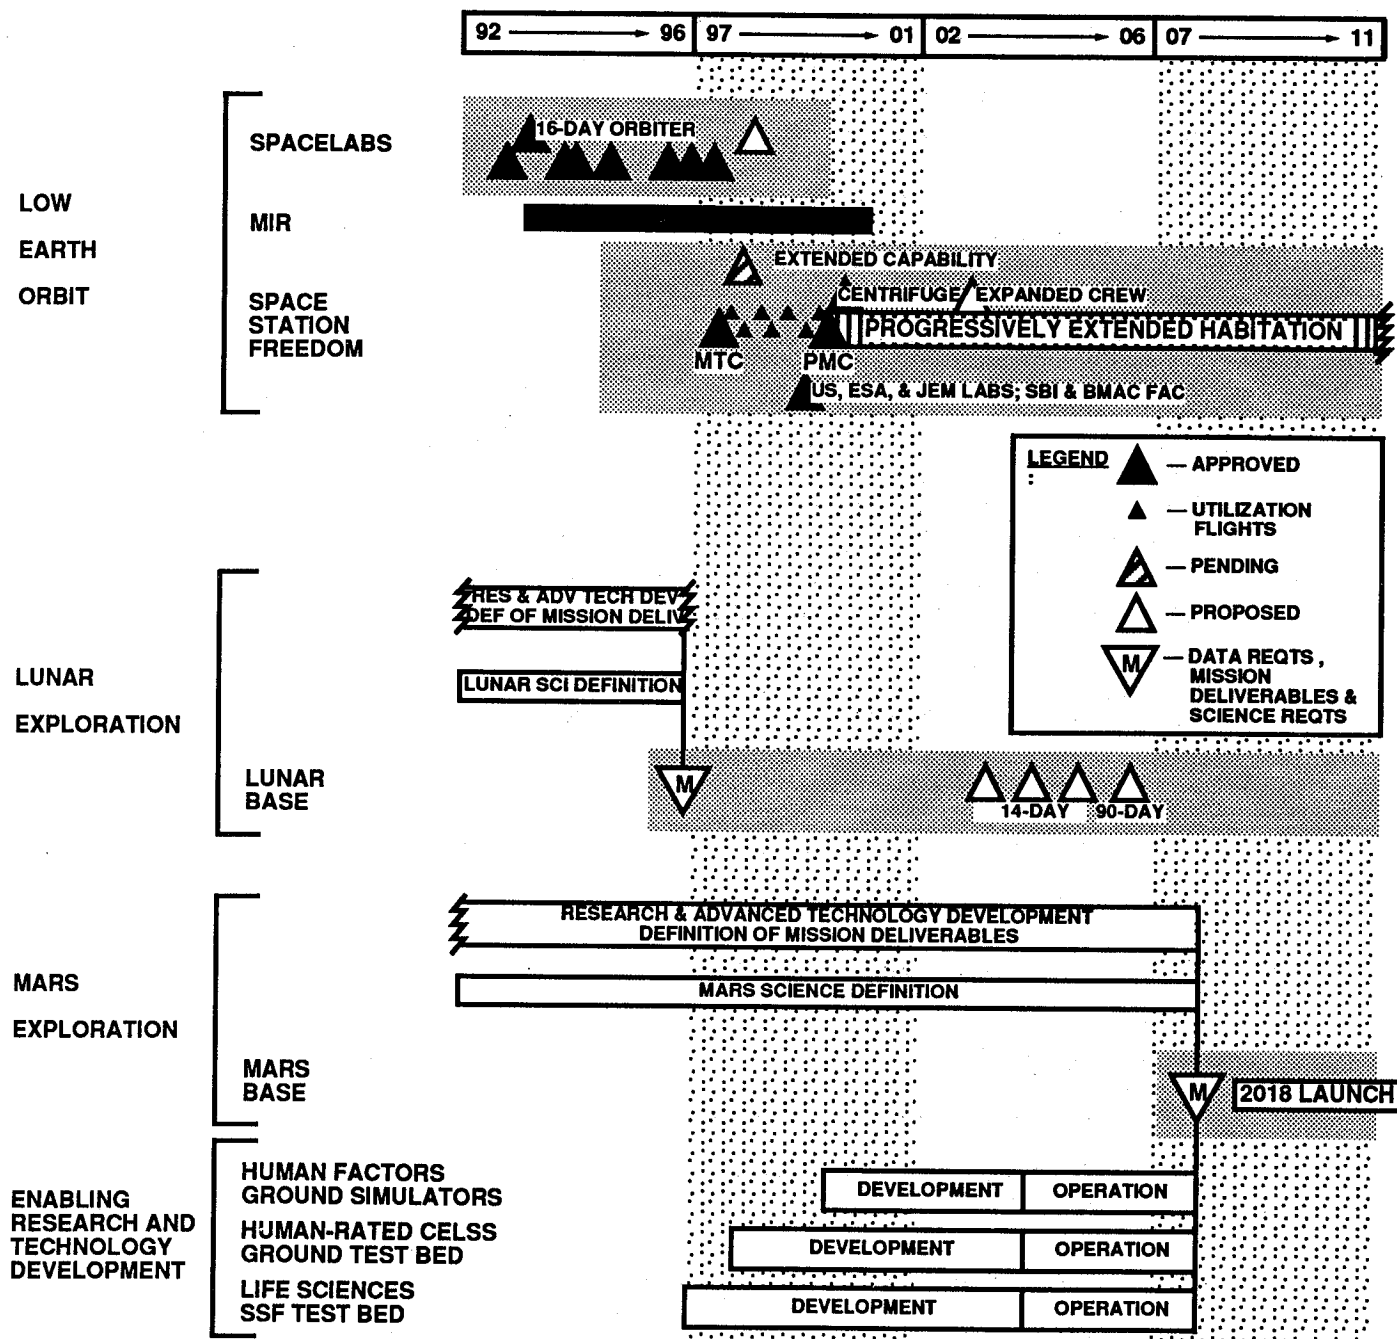 92 96 97 01 02 06 07 11
LOW
EARTH
ORBIT
SPACELABS
16-DAY ORBITER
MIR
SPACE
STATION
FREEDOM
EXTENDED CAPABILITY
CENTRIFUGE EXPANDED CREW
PROGRESSIVELY EXTENDED HABITATION
MTC PMC
US, ESA, & JEM LABS; SBI & BMAC FAC
LEGEND
:
— APPROVED
— UTILIZATION
FLIGHTS
— PENDING
— PROPOSED
M — DATA REQTS ,
MISSION
DELIVERABLES &
SCIENCE REQTS
LUNAR
EXPLORATION
RES & ADV TECH DEV
DEF OF MISSION DELIV
LUNAR SCI DEFINITION
LUNAR
BASE
M
14-DAY 90-DAY
MARS
EXPLORATION
RESEARCH & ADVANCED TECHNOLOGY DEVELOPMENT
DEFINITION OF MISSION DELIVERABLES
MARS SCIENCE DEFINITION
MARS
BASE
M 2018 LAUNCH
ENABLING
RESEARCH AND
TECHNOLOGY
DEVELOPMENT
HUMAN FACTORS
GROUND SIMULATORS
DEVELOPMENT OPERATION
HUMAN-RATED CELSS
GROUND TEST BED
DEVELOPMENT OPERATION
LIFE SCIENCES
SSF TEST BED
DEVELOPMENT OPERATION